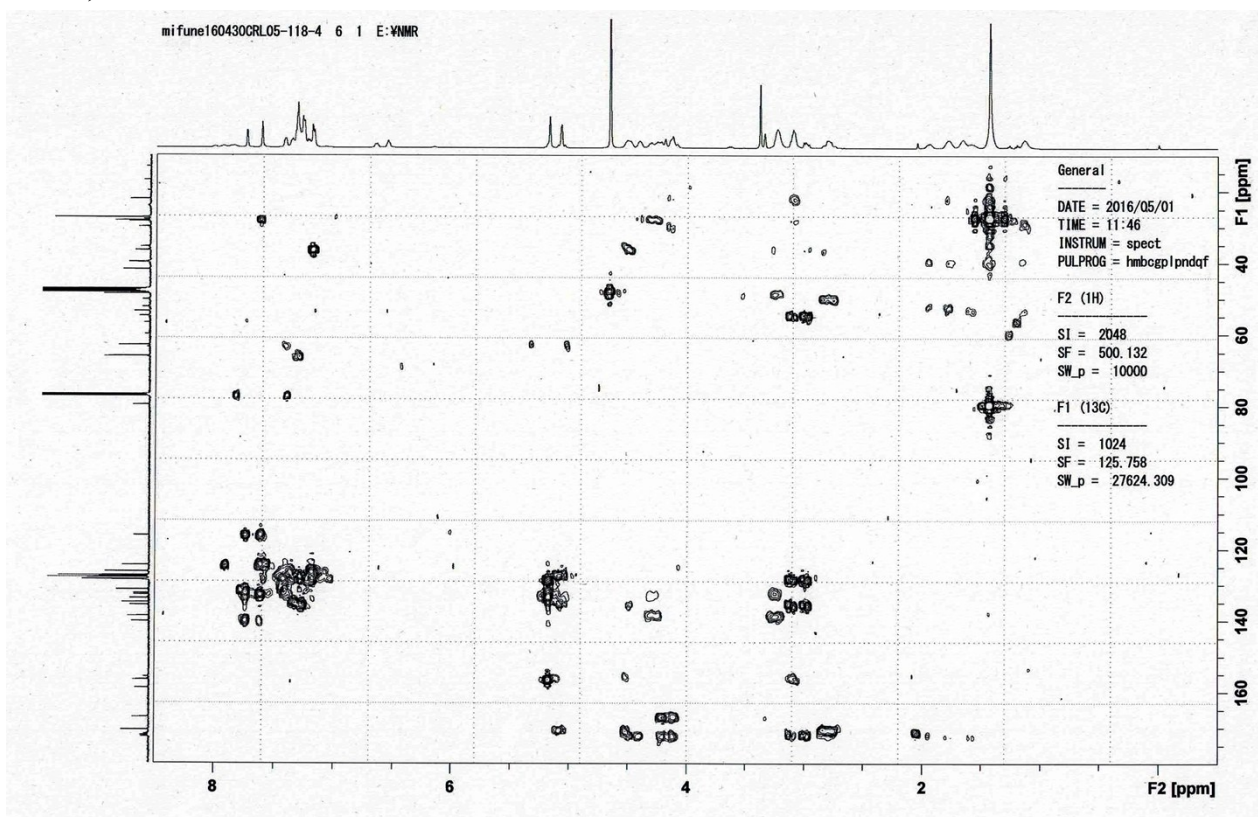 mifune160430CRL05-118-4 6 1 E:¥NMR
F1 [ppm]
General
-------
DATE = 2016/05/01
TIME = 11:46
INSTRUM = spect
PULPROG = hmbcgplpndqf
F2 (1H)
-------------
SI = 2048
SF = 500.132
SW_p = 10000
F1 (13C)
-------------
SI = 1024
SF = 125.758
SW_p = 27624.309
40
60
80
100
120
140
160
8
6
4
2
F2 [ppm]